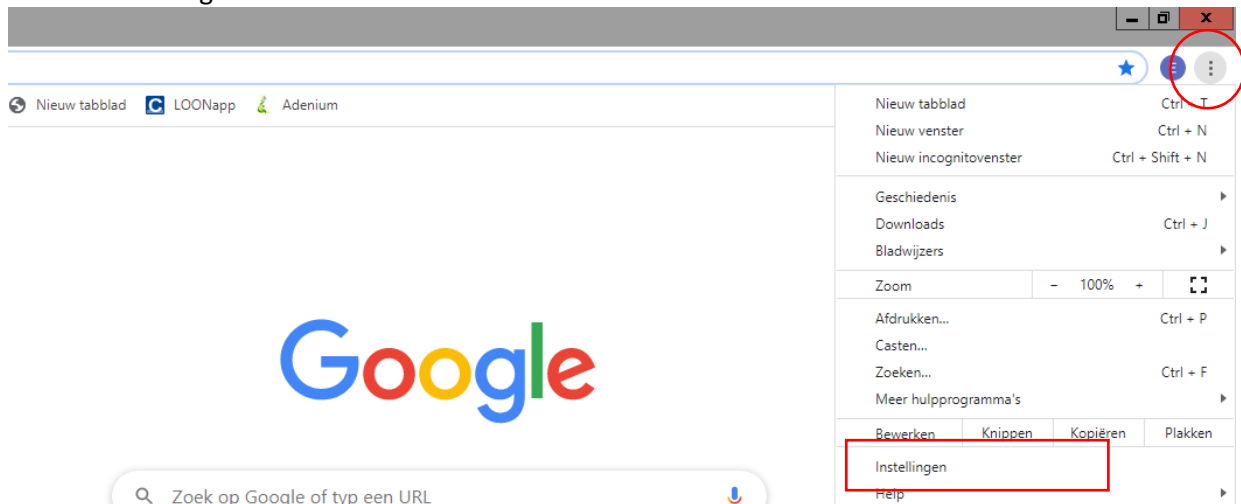 Nieuw tabblad LOONapp Adenium
Nieuw tabblad Ctrl + T
Nieuw venster Ctrl + N
Nieuw incognitovenster Ctrl + Shift + N
Geschiedenis
Downloads Ctrl + J
Bladwijzers
Zoom - 100% +
Afdrukken... Ctrl + P
Casten...
Zoeken... Ctrl + F
Meer hulpprogramma's
Bewerken Knippen Kopiëren Plakken
Instellingen
Help
Google
Zoek op Google of typ een URL